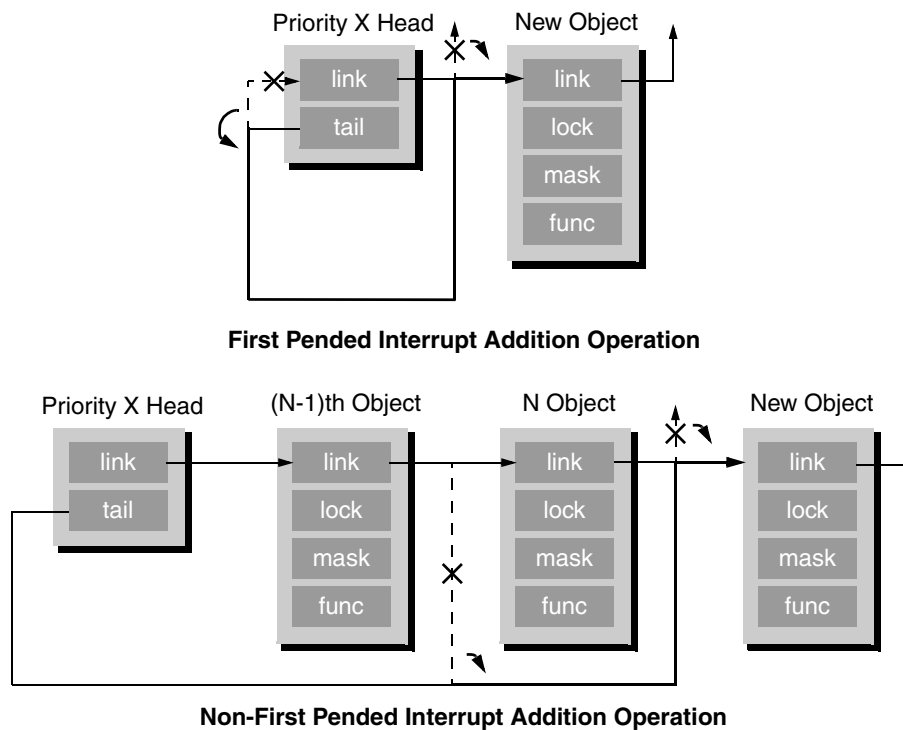 Priority X Head
New Object
link
tail
link
lock
mask
func
First Pended Interrupt Addition Operation
Priority X Head
(N-1)th Object
N Object
New Object
link
tail
link
lock
mask
func
link
lock
mask
func
link
lock
mask
func
Non-First Pended Interrupt Addition Operation